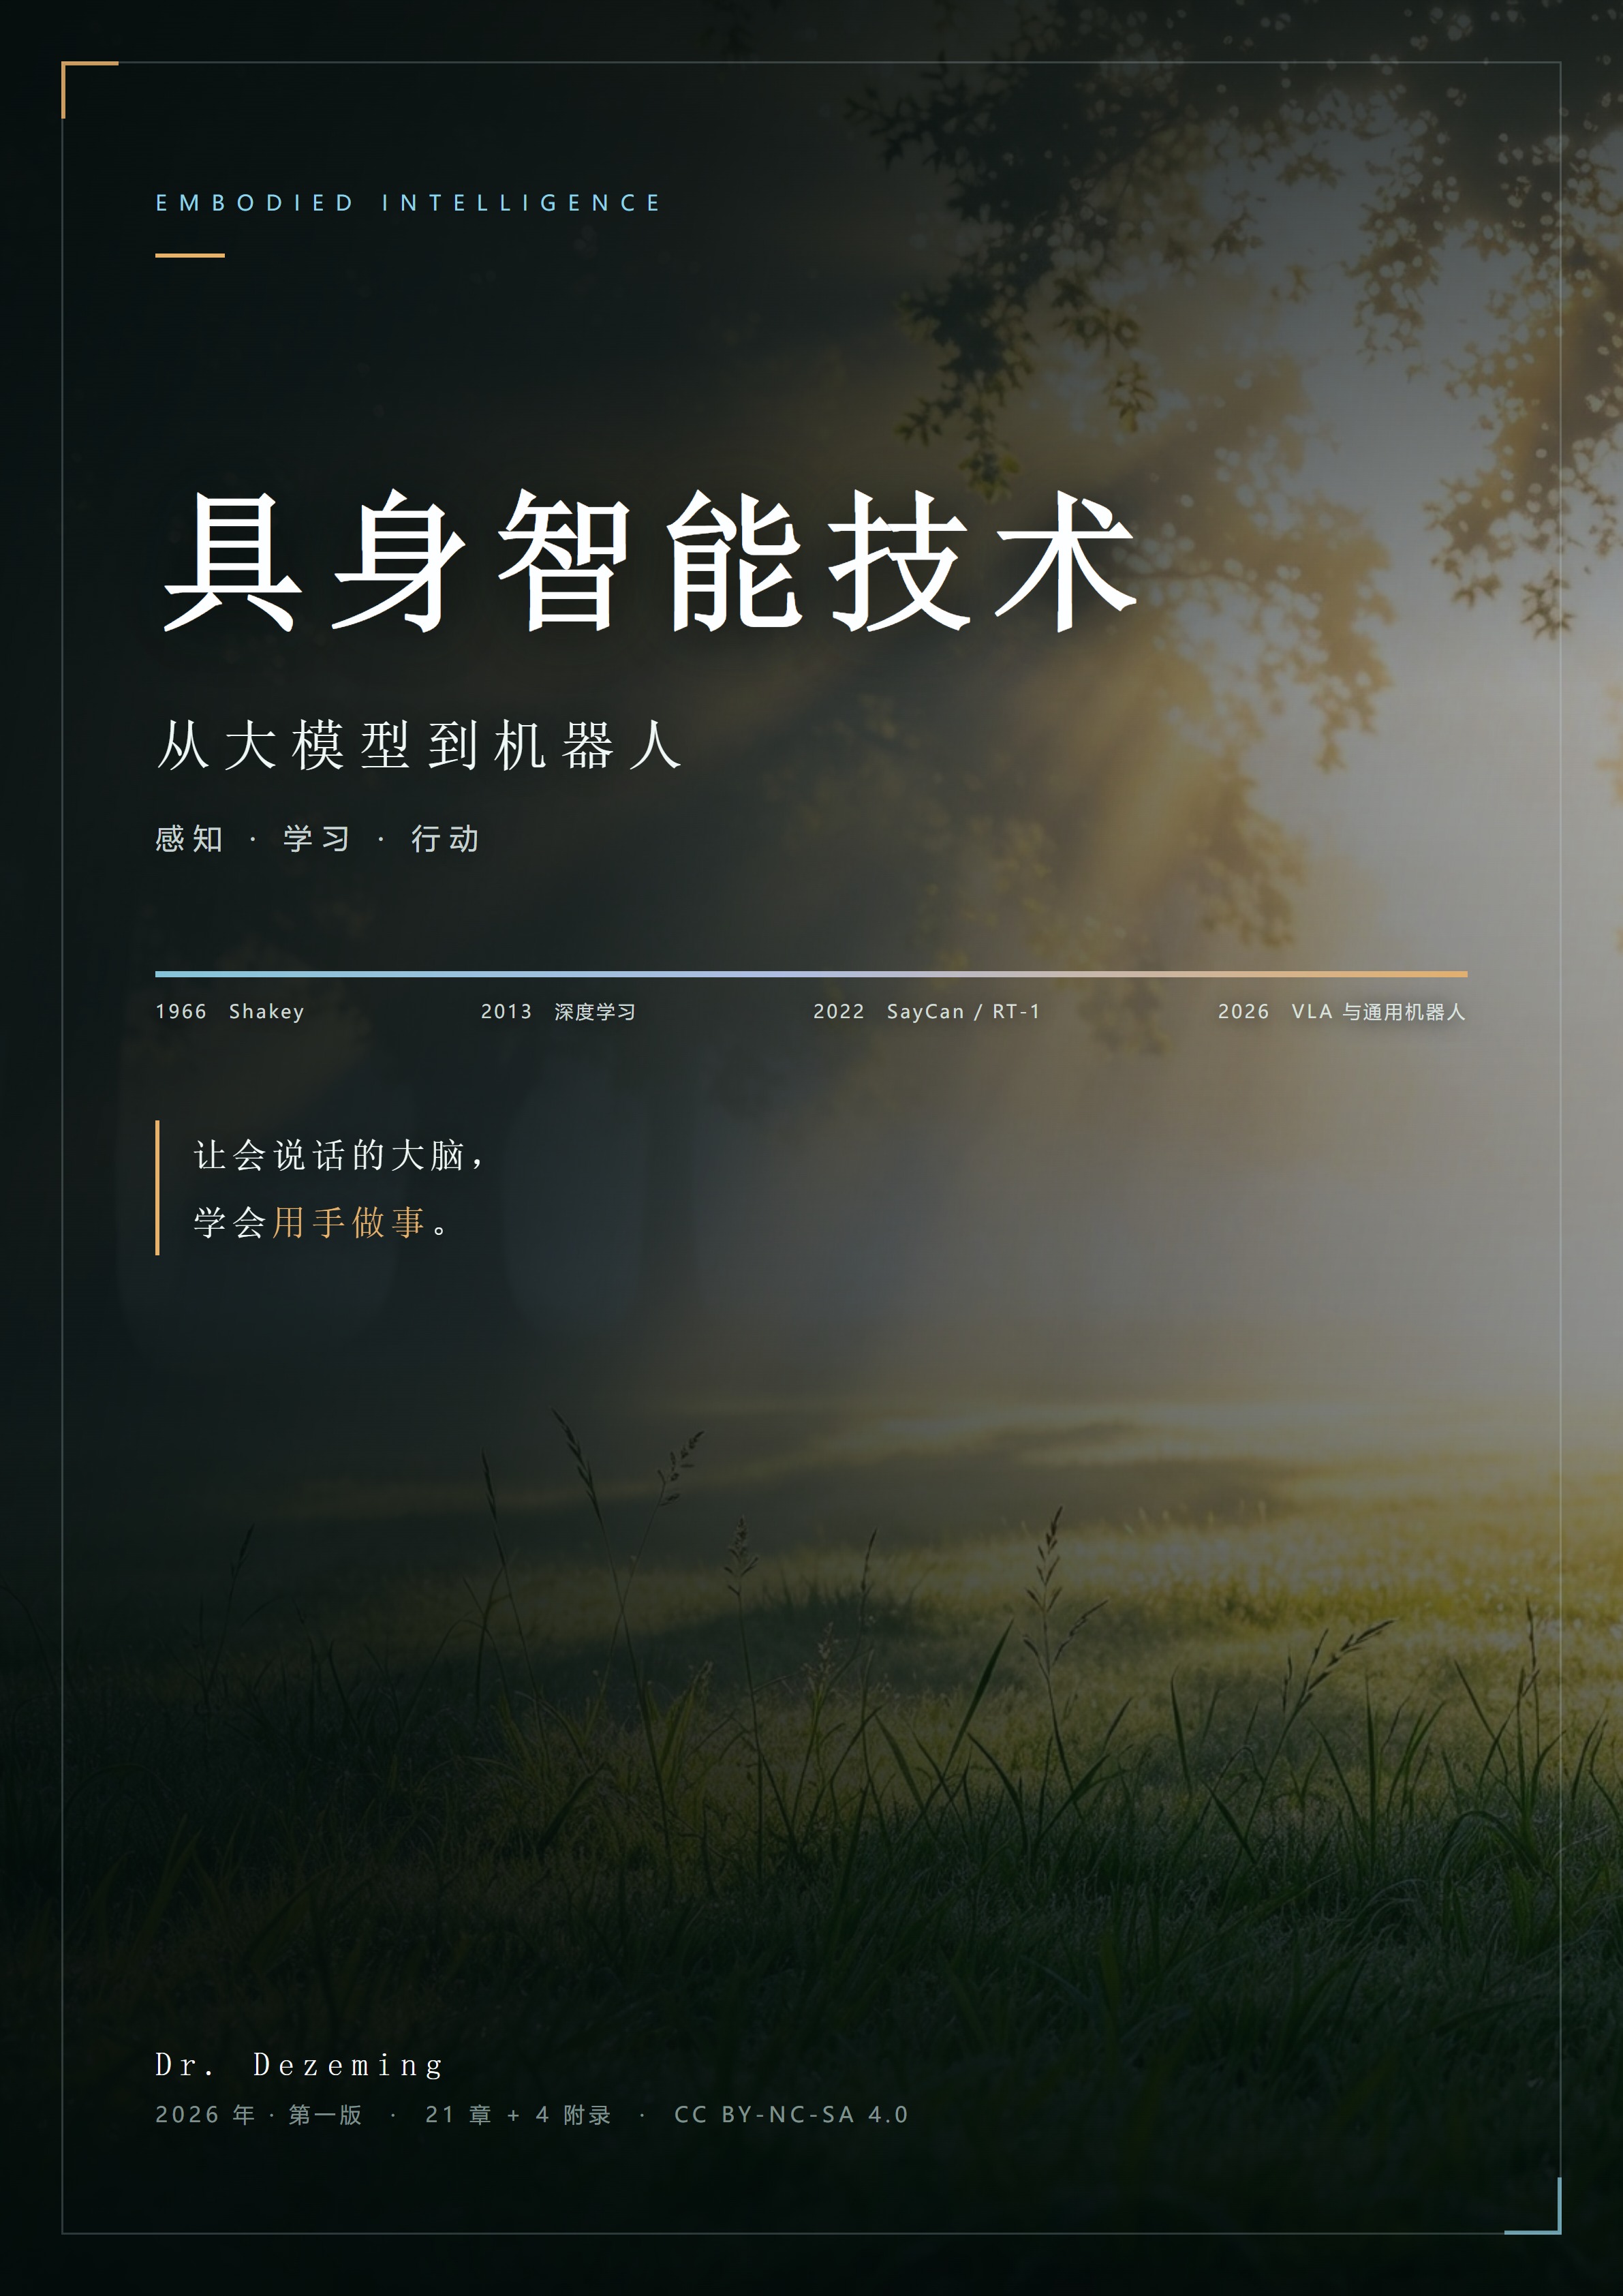 EMBODIED INTELLIGENCE
具身智能技术
从大模型到机器人
感知 · 学习 · 行动
1966 Shakey 2013 深度学习 2022 SayCan / RT-1 2026 VLA 与通用机器人
让会说话的大脑，
学会用手做事。
Dr. Dezeming
2026 年 · 第一版 · 21 章 + 4 附录 · CC BY-NC-SA 4.0